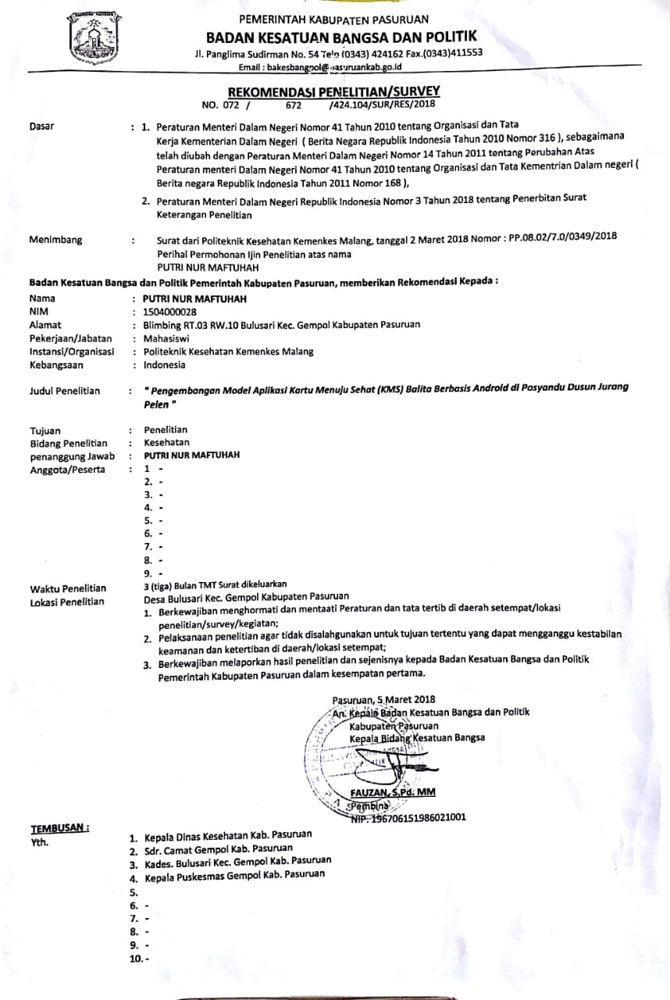 PEMERINTAH KABUPATEN PASURUAN
BADAN KESATUAN BANGSA DAN POLITIK
Jl. Panglima Sudirman No. 54 Telp (0343) 424162 Fax.(0343)411553
Email : bakesbangpol@pasuruankab.go.id
REKOMENDASI PENELITIAN/SURVEY
NO. 072 / 672 /424.104/SUR/RES/2018
Dasar : 1. Peraturan Menteri Dalam Negeri Nomor 41 Tahun 2010 tentang Organisasi dan Tata
Kerja Kementerian Dalam Negeri ( Berita Negara Republik Indonesia Tahun 2010 Nomor 316 ), sebagaimana
telah diubah dengan Peraturan Menteri Dalam Negeri Nomor 14 Tahun 2011 tentang Perubahan Atas
Peraturan menteri Dalam Negeri Nomor 41 Tahun 2010 tentang Organisasi dan Tata Kementrian Dalam negeri (
Berita negara Republik Indonesia Tahun 2011 Nomor 168 ),
2. Peraturan Menteri Dalam Negeri Republik Indonesia Nomor 3 Tahun 2018 tentang Penerbitan Surat
Keterangan Penelitian
Menimbang : Surat dari Politeknik Kesehatan Kemenkes Malang, tanggal 2 Maret 2018 Nomor : PP.08.02/7.0/0349/2018
Perihal Permohonan Ijin Penelitian atas nama
PUTRI NUR MAFTUHAH
Badan Kesatuan Bangsa dan Politik Pemerintah Kabupaten Pasuruan, memberikan Rekomendasi Kepada :
Nama : PUTRI NUR MAFTUHAH
NIM : 1504000028
Alamat : Blimbing RT.03 RW.10 Bulusari Kec. Gempol Kabupaten Pasuruan
Pekerjaan/Jabatan : Mahasiswi
Instansi/Organisasi : Politeknik Kesehatan Kemenkes Malang
Kebangsaan : Indonesia
Judul Penelitian : " Pengembangan Model Aplikasi Kartu Menuju Sehat (KMS) Balita Berbasis Android di Posyandu Dusun Jurang
Pelen "
Tujuan : Penelitian
Bidang Penelitian : Kesehatan
penanggung Jawab : PUTRI NUR MAFTUHAH
Anggota/Peserta : 1 -
2. -
3. -
4. -
5. -
6. -
7. -
8. -
9. -
Waktu Penelitian 3 (tiga) Bulan TMT Surat dikeluarkan
Lokasi Penelitian Desa Bulusari Kec. Gempol Kabupaten Pasuruan
1. Berkewajiban menghormati dan mentaati Peraturan dan tata tertib di daerah setempat/lokasi
penelitian/survey/kegiatan;
2. Pelaksanaan penelitian agar tidak disalahgunakan untuk tujuan tertentu yang dapat mengganggu kestabilan
keamanan dan ketertiban di daerah/lokasi setempat;
3. Berkewajiban melaporkan hasil penelitian dan sejenisnya kepada Badan Kesatuan Bangsa dan Politik
Pemerintah Kabupaten Pasuruan dalam kesempatan pertama.
Pasuruan, 5 Maret 2018
An. Kepala Badan Kesatuan Bangsa dan Politik
Kabupaten Pasuruan
Kepala Bidang Kesatuan Bangsa
FAUZAN, S.Pd. MM
Pembina
NIP. 196706151986021001
TEMBUSAN :
Yth. 1. Kepala Dinas Kesehatan Kab. Pasuruan
2. Sdr. Camat Gempol Kab. Pasuruan
3. Kades. Bulusari Kec. Gempol Kab. Pasuruan
4. Kepala Puskesmas Gempol Kab. Pasuruan
5.
6. -
7. -
8. -
9. -
10.-